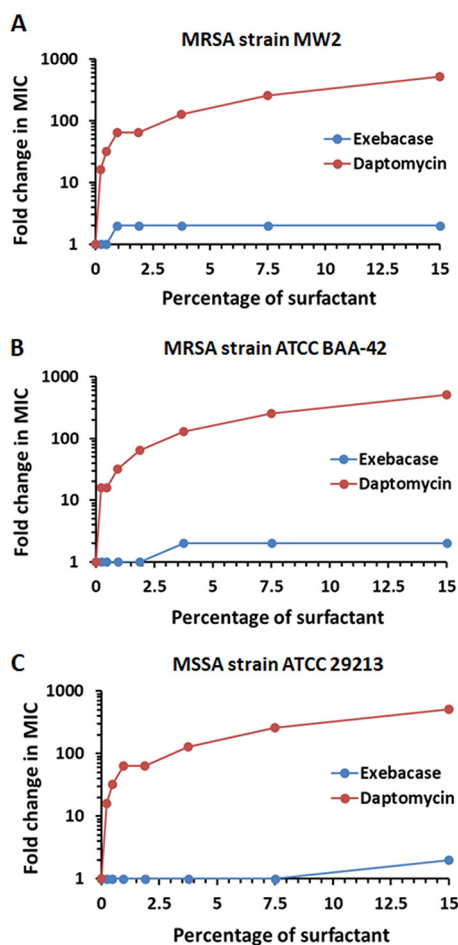 A
MRSA strain MW2
Fold change in MIC
1000
100
10
1
Exebacase
Daptomycin
0 2.5 5 7.5 10 12.5 15
Percentage of surfactant
B
MRSA strain ATCC BAA-42
Fold change in MIC
1000
100
10
1
Exebacase
Daptomycin
0 2.5 5 7.5 10 12.5 15
Percentage of surfactant
C
MSSA strain ATCC 29213
Fold change in MIC
1000
100
10
1
Exebacase
Daptomycin
0 2.5 5 7.5 10 12.5 15
Percentage of surfactant